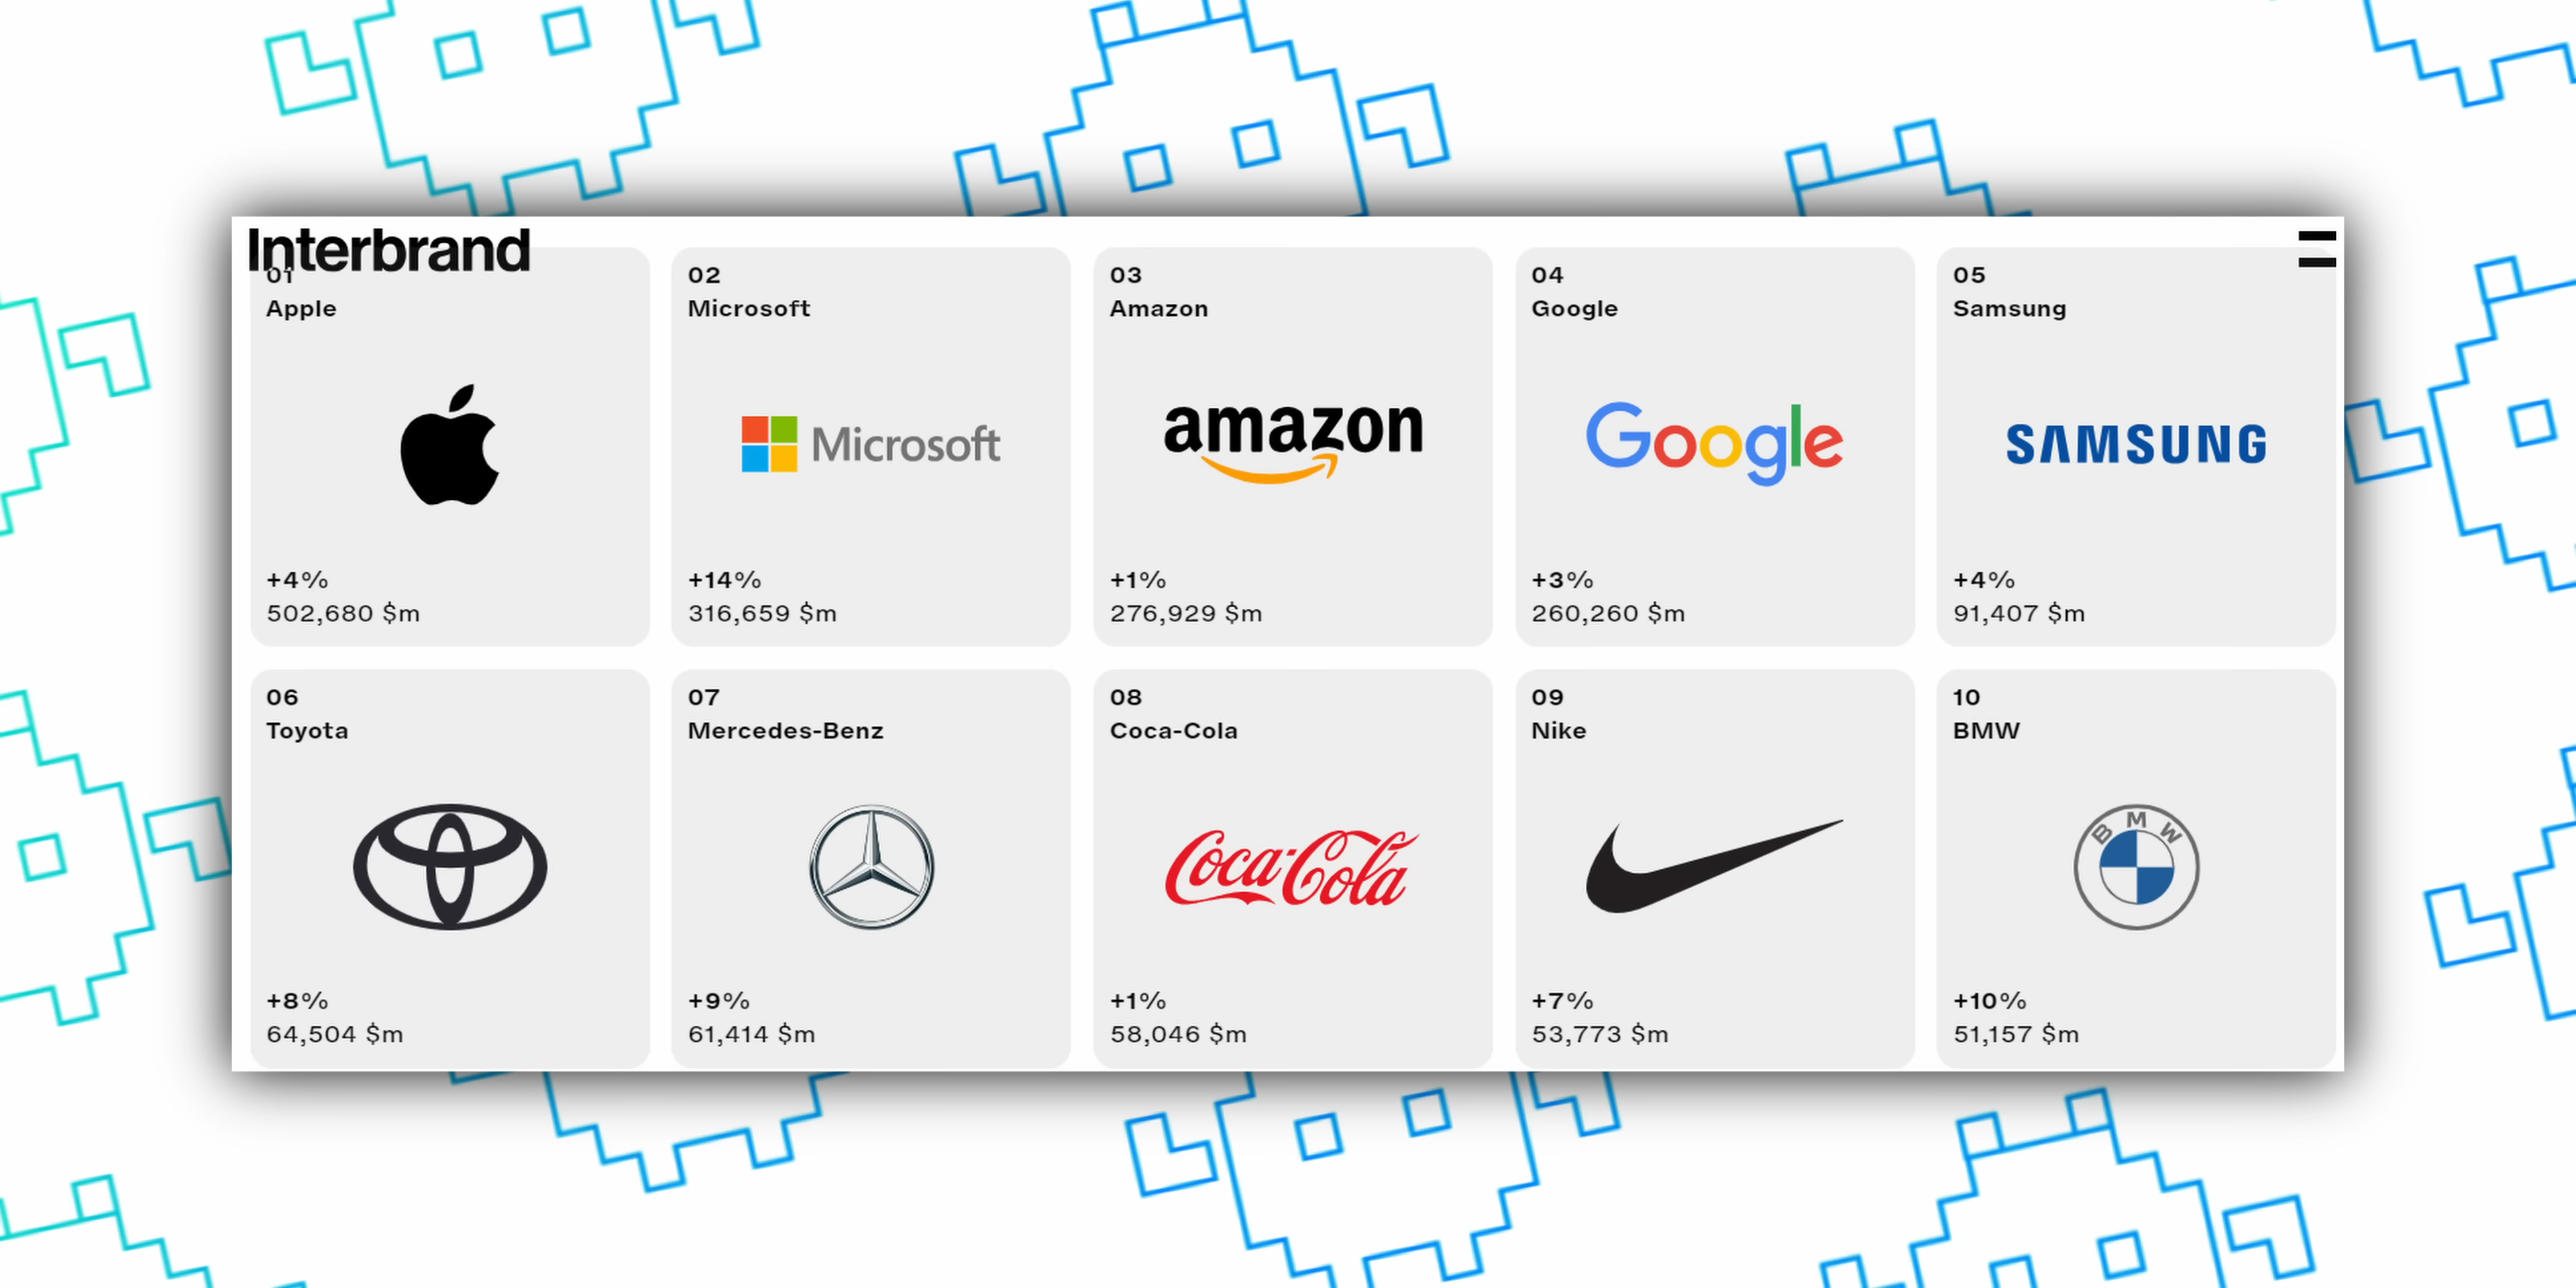 Interbrand
01
Apple
+4%
502,680 $m
02
Microsoft
Microsoft
+14%
316,659 $m
03
Amazon
amazon
+1%
276,929 $m
04
Google
Google
+3%
260,260 $m
05
Samsung
SAMSUNG
+4%
91,407 $m
06
Toyota
+8%
64,504 $m
07
Mercedes-Benz
+9%
61,414 $m
08
Coca-Cola
Coca-Cola
+1%
58,046 $m
09
Nike
+7%
53,773 $m
10
BMW
BMW
+10%
51,157 $m